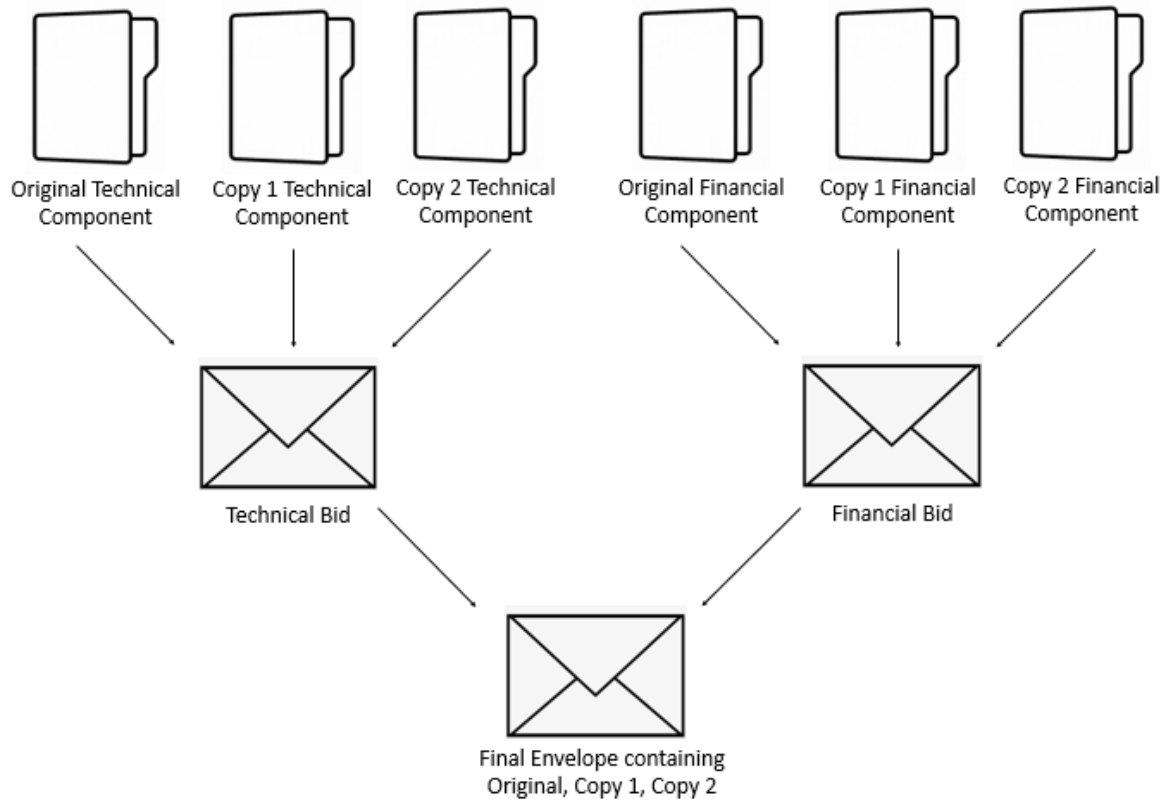 Original Technical
Component
Copy 1 Technical
Component
Copy 2 Technical
Component
Original Financial
Component
Copy 1 Financial
Component
Copy 2 Financial
Component
Technical Bid
Financial Bid
Final Envelope containing
Original, Copy 1, Copy 2